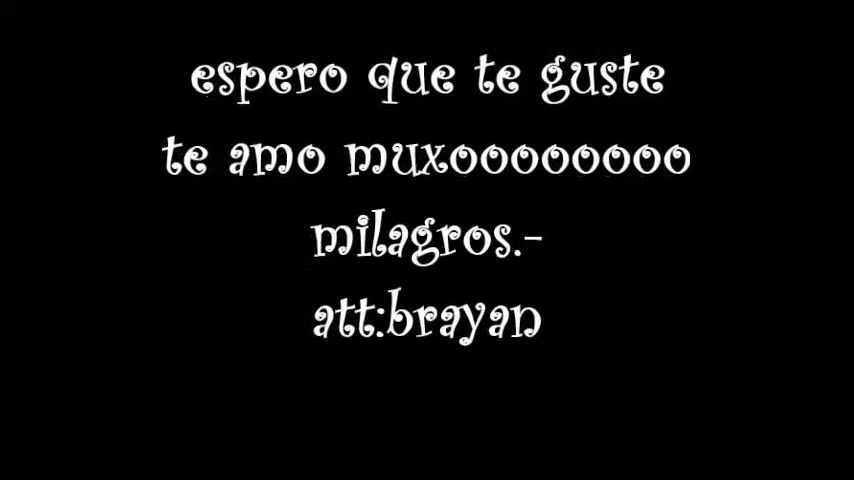 espero que te guste
te amo muxooooooooo
milagros.-
att:brayan